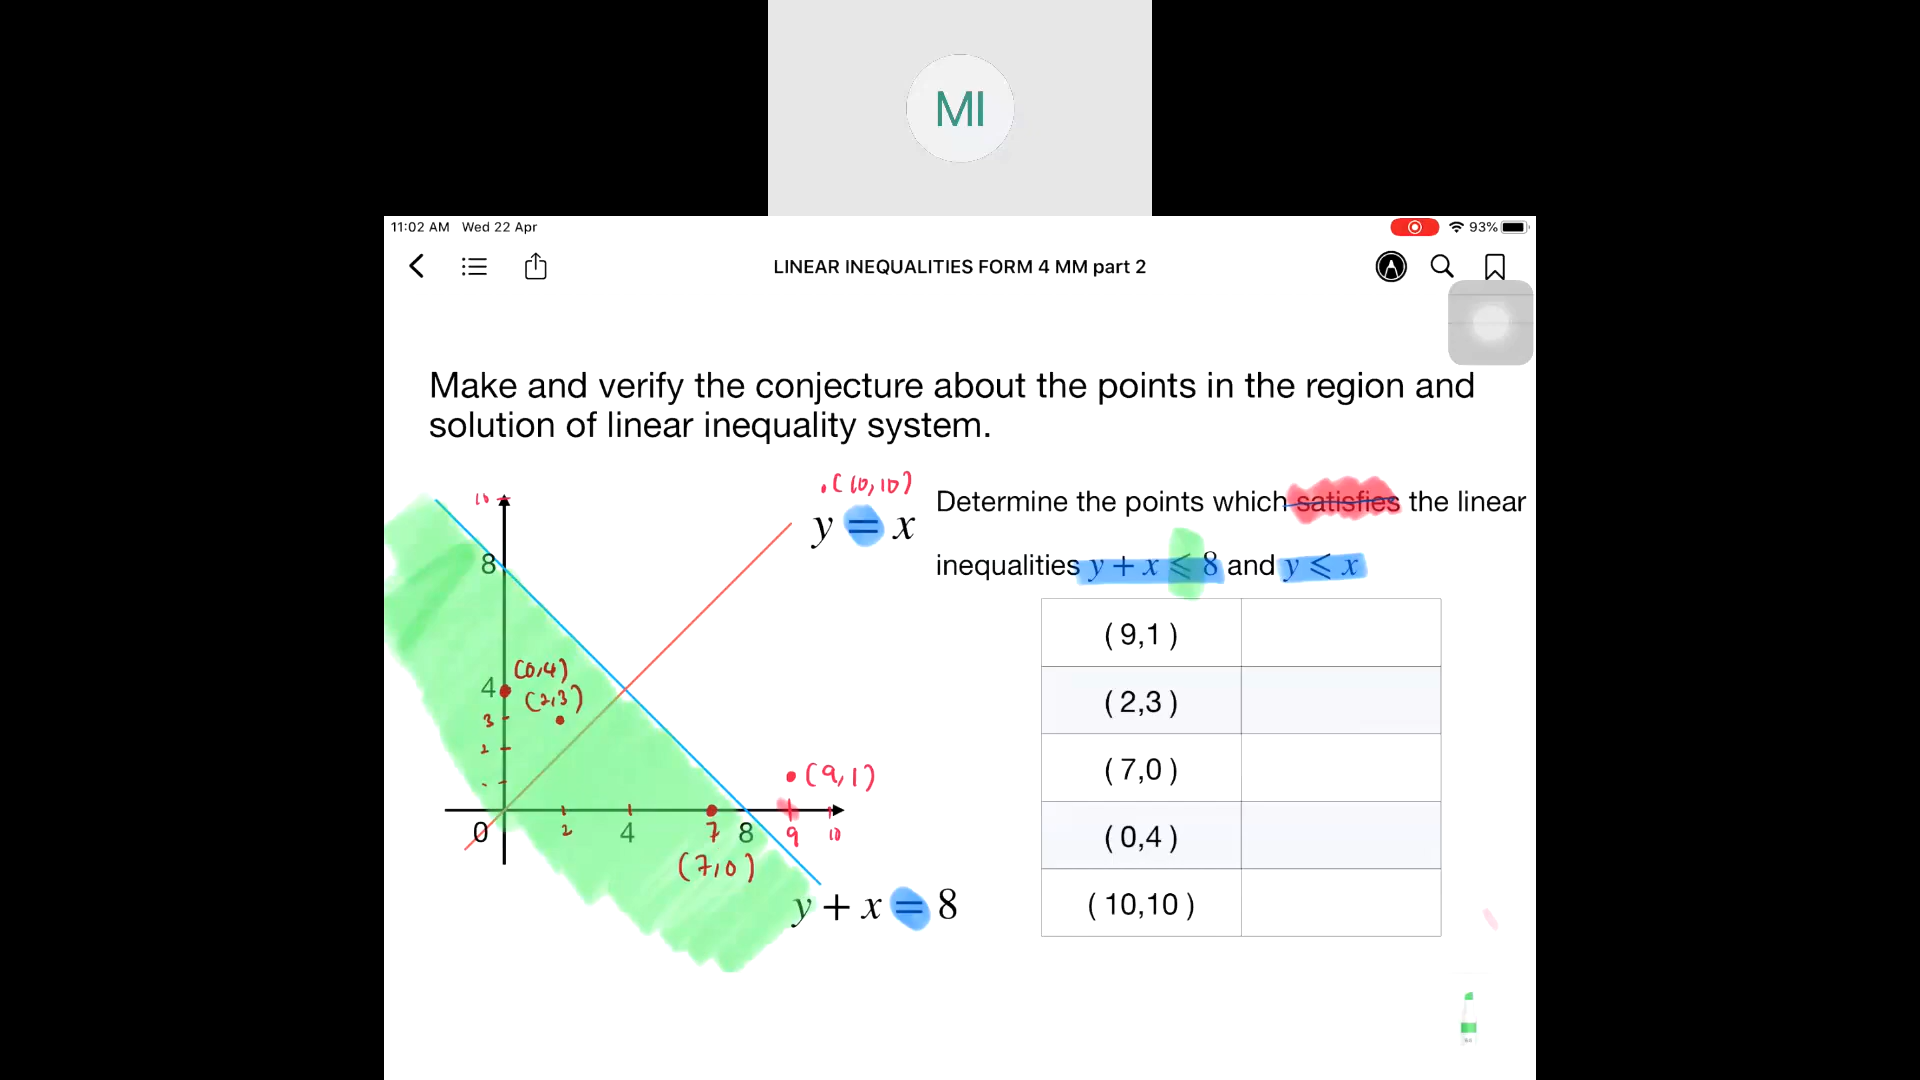 MI
11:02 AM Wed 22 Apr
93%
LINEAR INEQUALITIES FORM 4 MM part 2
Make and verify the conjecture about the points in the region and
solution of linear inequality system.
Determine the points which satisfies the linear
inequalities y + x ⩽ 8 and y ⩽ x
.(10,10)
y = x
10
8
(0,4)
4
(2,3)
3
2
(9,1)
0
2
4
7
8
9
10
(7,0)
y + x = 8
( 9,1 )
( 2,3 )
( 7,0 )
( 0,4 )
( 10,10 )